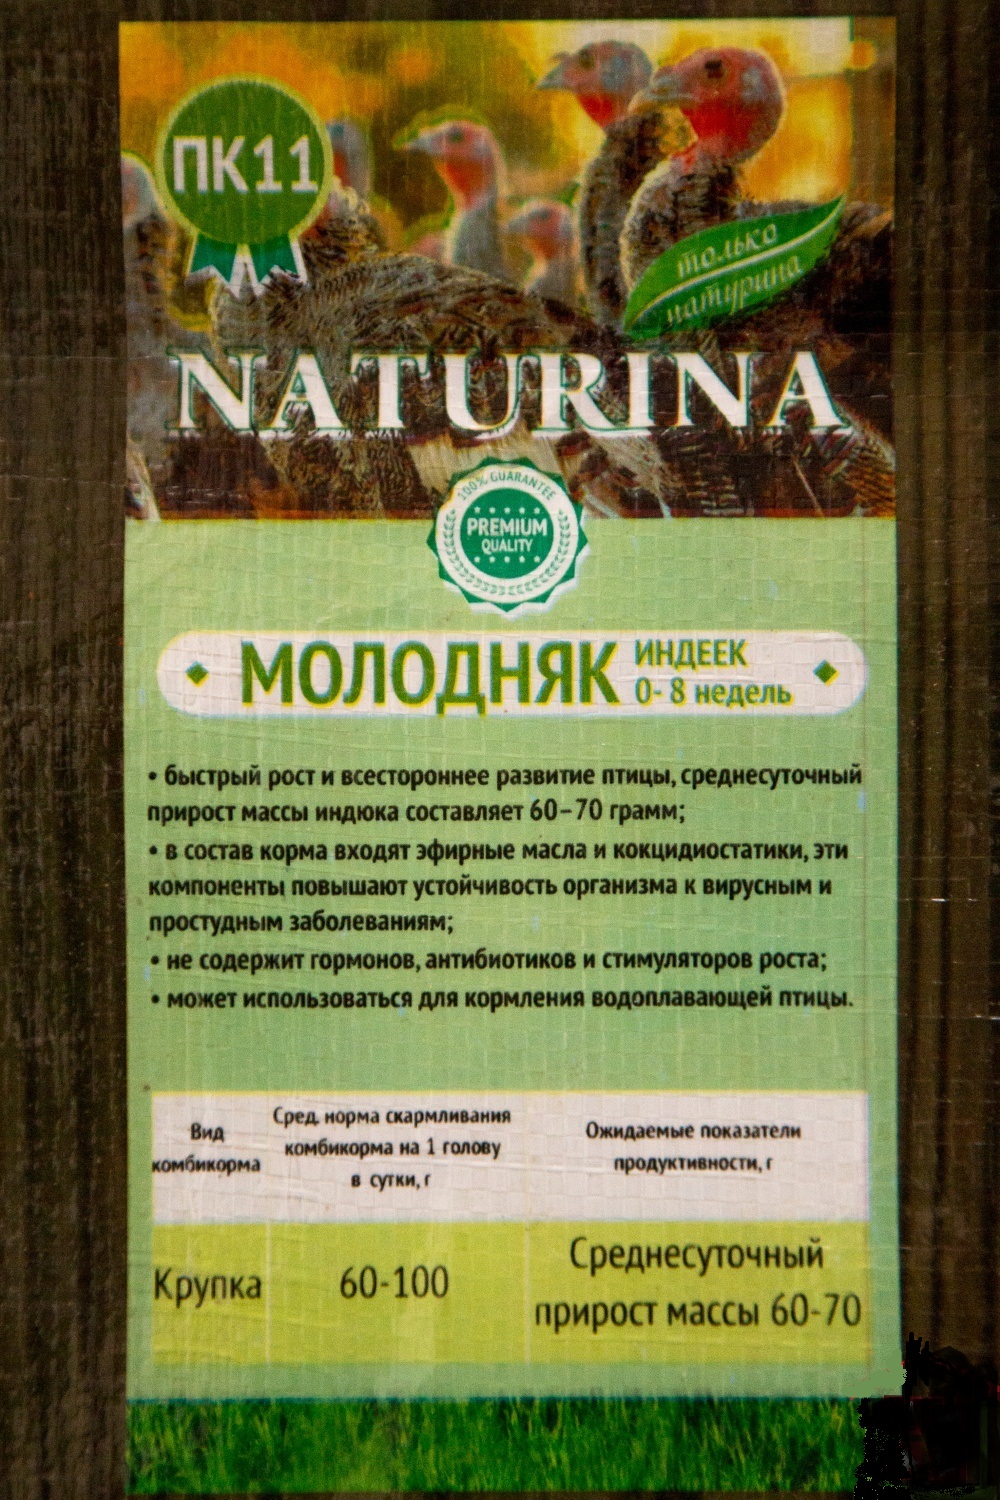 ПК11
только
натурина
NATURINA
100% GUARANTEE
PREMIUM
QUALITY
МОЛОДНЯК ИНДЕЕК
0- 8 недель
• быстрый рост и всестороннее развитие птицы, среднесуточный
прирост массы индюка составляет 60–70 грамм;
• в состав корма входят эфирные масла и кокцидиостатики, эти
компоненты повышают устойчивость организма к вирусным и
простудным заболеваниям;
• не содержит гормонов, антибиотиков и стимуляторов роста;
• может использоваться для кормления водоплавающей птицы.
Вид
комбикорма
Сред. норма скармливания
комбикорма на 1 голову
в сутки, г
Ожидаемые показатели
продуктивности, г
Крупка
60-100
Среднесуточный
прирост массы 60-70